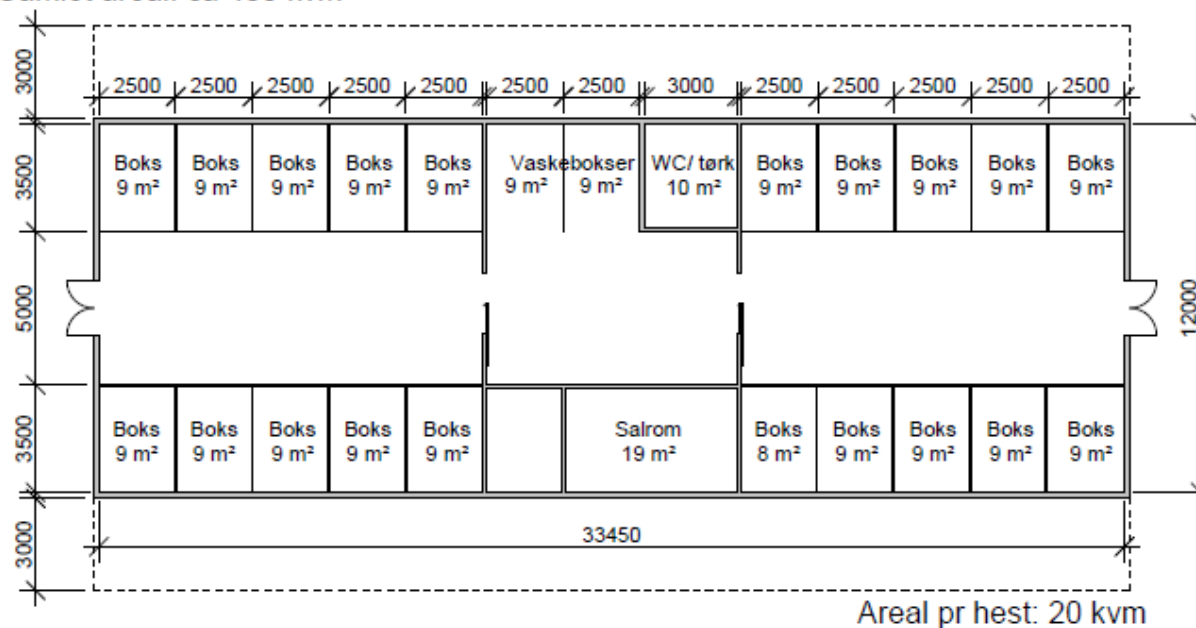 3000
2500 2500 2500 2500 2500 2500 2500 3000 2500 2500 2500 2500 2500
3500
Boks Boks Boks Boks Boks Vaskebokser WC/ tørk Boks Boks Boks Boks Boks
9 m² 9 m² 9 m² 9 m² 9 m² 9 m² 9 m² 10 m² 9 m² 9 m² 9 m² 9 m² 9 m²
5000
12000
3500
Boks Boks Boks Boks Boks Salrom Boks Boks Boks Boks Boks
9 m² 9 m² 9 m² 9 m² 9 m² 19 m² 8 m² 9 m² 9 m² 9 m² 9 m²
3000
33450
Areal pr hest: 20 kvm